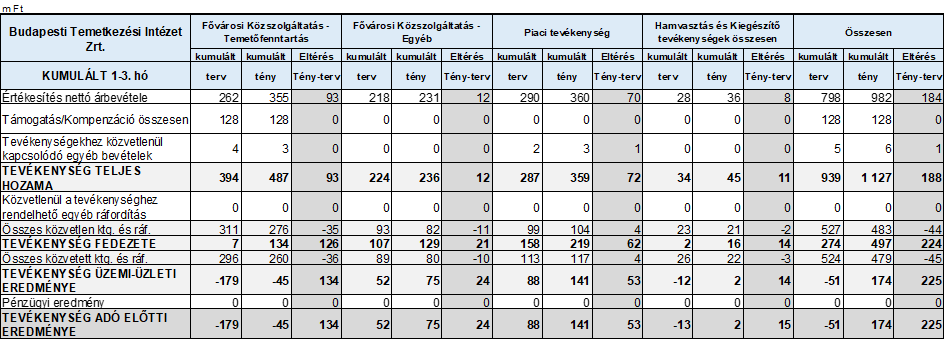 m Ft
Budapesti Temetkezési Intézet Zrt. Fővárosi Közszolgáltatás - Temetőfenntartás Fővárosi Közszolgáltatás - Egyéb Piaci tevékenység Hamvasztás és Kiegészítő tevékenységek összesen Összesen
kumulált kumulált Eltérés kumulált kumulált Eltérés kumulált kumulált Eltérés kumulált kumulált Eltérés kumulált kumulált Eltérés
KUMULÁLT 1-3. hó terv tény Tény-terv terv tény Tény-terv terv tény Tény-terv terv tény Tény-terv terv tény Tény-terv
Értékesítés nettó árbevétele 262 355 93 218 231 12 290 360 70 28 36 8 798 982 184
Támogatás/Kompenzáció összesen 128 128 0 0 0 0 0 0 0 0 0 0 128 128 0
Tevékenységekhez közvetlenül kapcsolódó egyéb bevételek 4 3 0 0 0 0 2 3 1 0 0 0 5 6 1
TEVÉKENYSÉG TELJES HOZAMA 394 487 93 224 236 12 287 359 72 34 45 11 939 1 127 188
Közvetlenül a tevékenységhez rendelhető egyéb ráfordítás 0 0 0 0 0 0 0 0 0 0 0 0 0 0 0
Összes közvetlen ktg. és ráf. 311 276 -35 93 82 -11 99 104 4 23 21 -2 527 483 -44
TEVÉKENYSÉG FEDEZETE 7 134 126 107 129 21 158 219 62 2 16 14 274 497 224
Összes közvetett ktg. és ráf. 296 260 -36 89 80 -10 113 117 4 26 22 -3 524 479 -45
TEVÉKENYSÉG ÜZEMI-ÜZLETI EREDMÉNYE -179 -45 134 52 75 24 88 141 53 -12 2 14 -51 174 225
Pénzügyi eredmény 0 0 0 0 0 0 0 0 0 0 0 0 0 0 0
TEVÉKENYSÉG ADÓ ELŐTTI EREDMÉNYE -179 -45 134 52 75 24 88 141 53 -13 2 15 -51 174 225